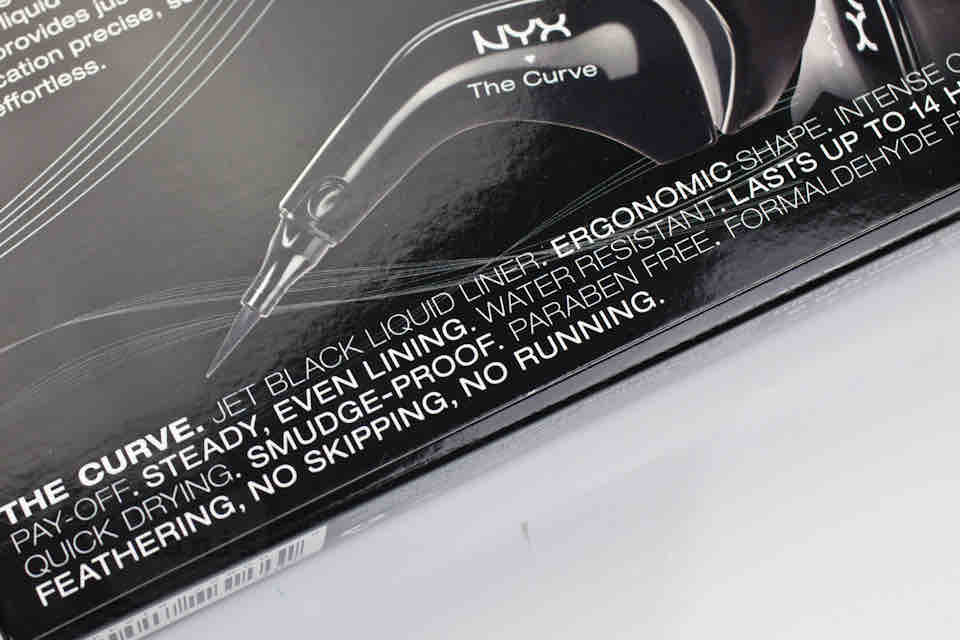 liquid
provides jus
cation precise, s
effortless.
NYX
The Curve
NYX
THE CURVE. JET BLACK LIQUID LINER. ERGONOMIC SHAPE. INTENSE C
PAY-OFF. STEADY, EVEN LINING. WATER RESISTANT. LASTS UP TO 14 H
QUICK DRYING. SMUDGE-PROOF. PARABEN FREE. FORMALDEHYDE F
FEATHERING, NO SKIPPING, NO RUNNING.